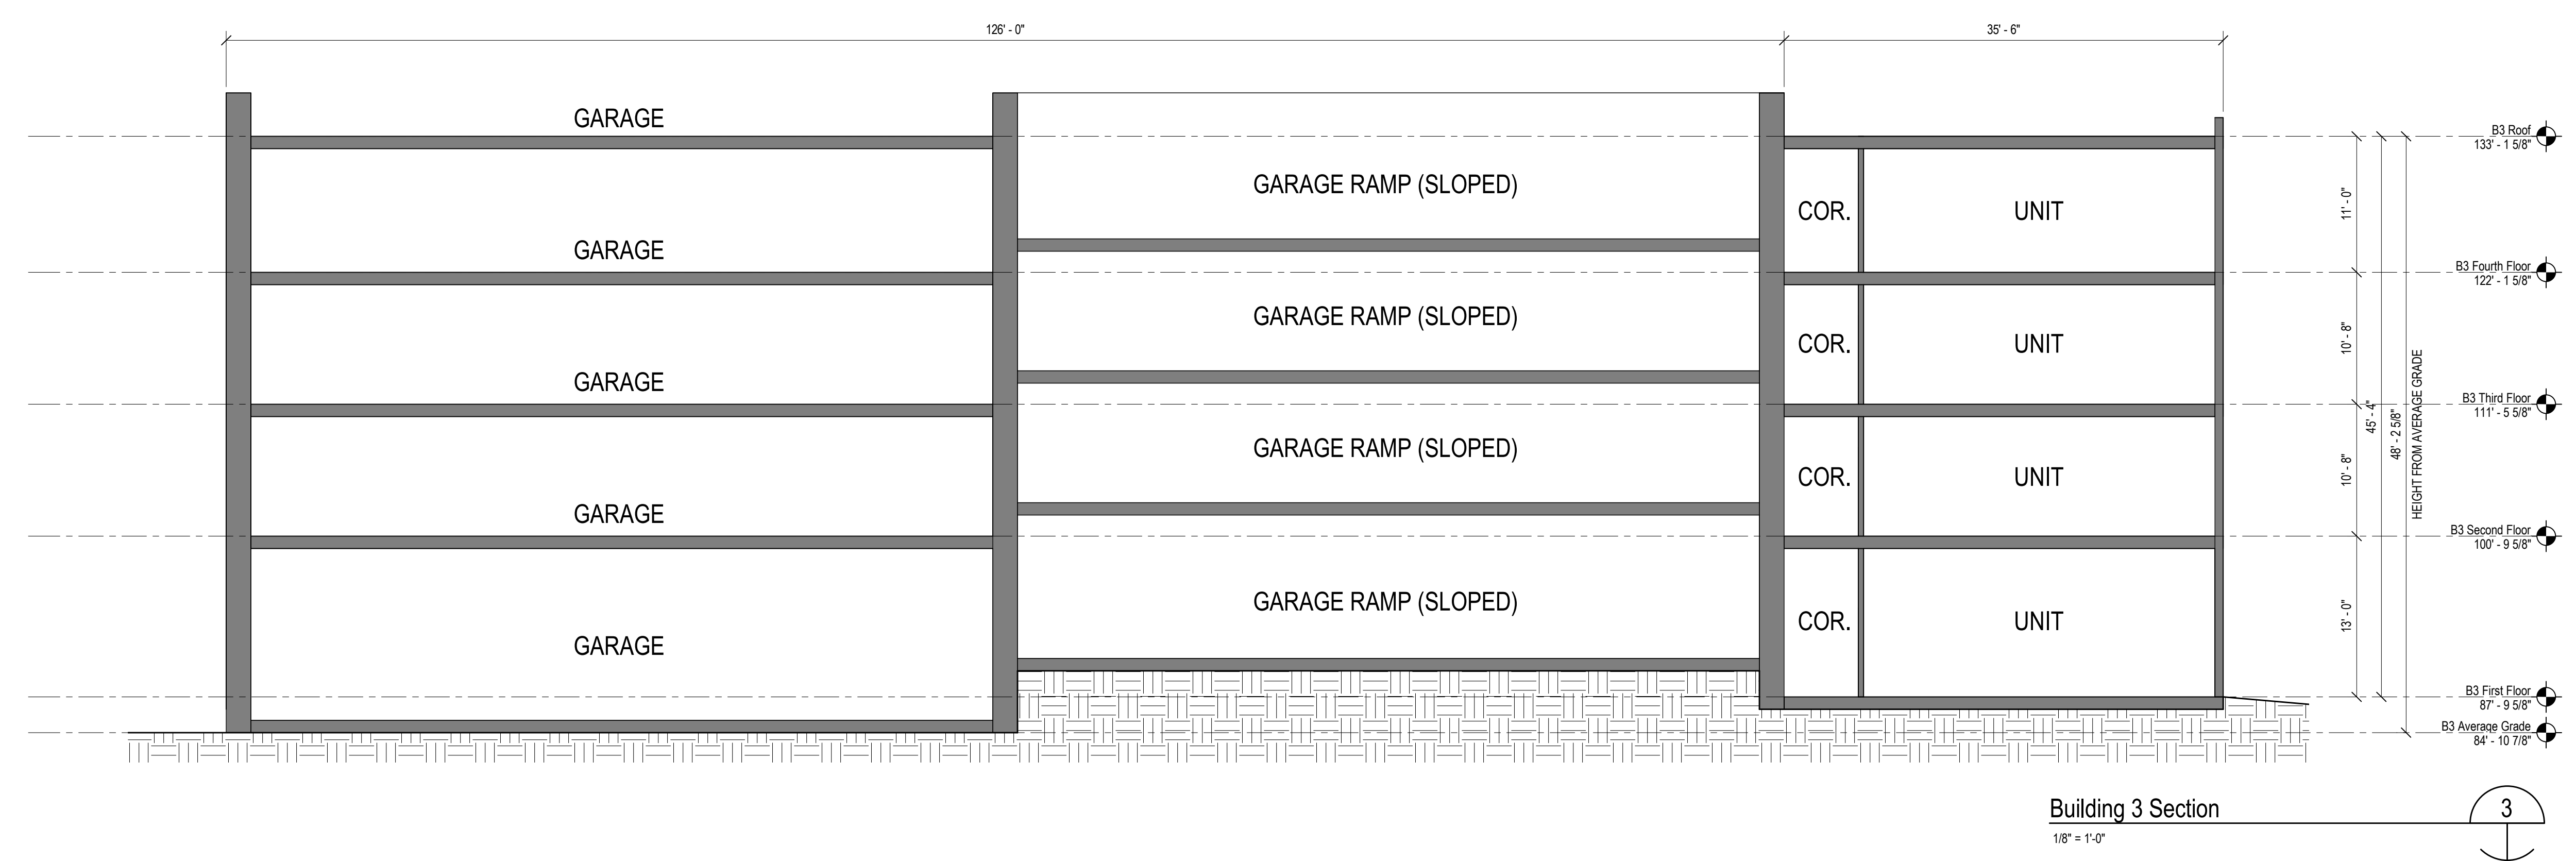 126' - 0"
35' - 6"
GARAGE
B3 Roof
133' - 1 5/8"
GARAGE RAMP (SLOPED)
COR.
UNIT
11' - 0"
GARAGE
B3 Fourth Floor
122' - 1 5/8"
GARAGE RAMP (SLOPED)
COR.
UNIT
10' - 8"
GARAGE
B3 Third Floor
111' - 5 5/8"
45' - 4"
48' - 2 5/8"
HEIGHT FROM AVERAGE GRADE
GARAGE RAMP (SLOPED)
COR.
UNIT
10' - 8"
GARAGE
B3 Second Floor
100' - 9 5/8"
GARAGE RAMP (SLOPED)
COR.
UNIT
13' - 0"
GARAGE
B3 First Floor
87' - 9 5/8"
B3 Average Grade
84' - 10 7/8"
Building 3 Section
3
1/8" = 1'-0"